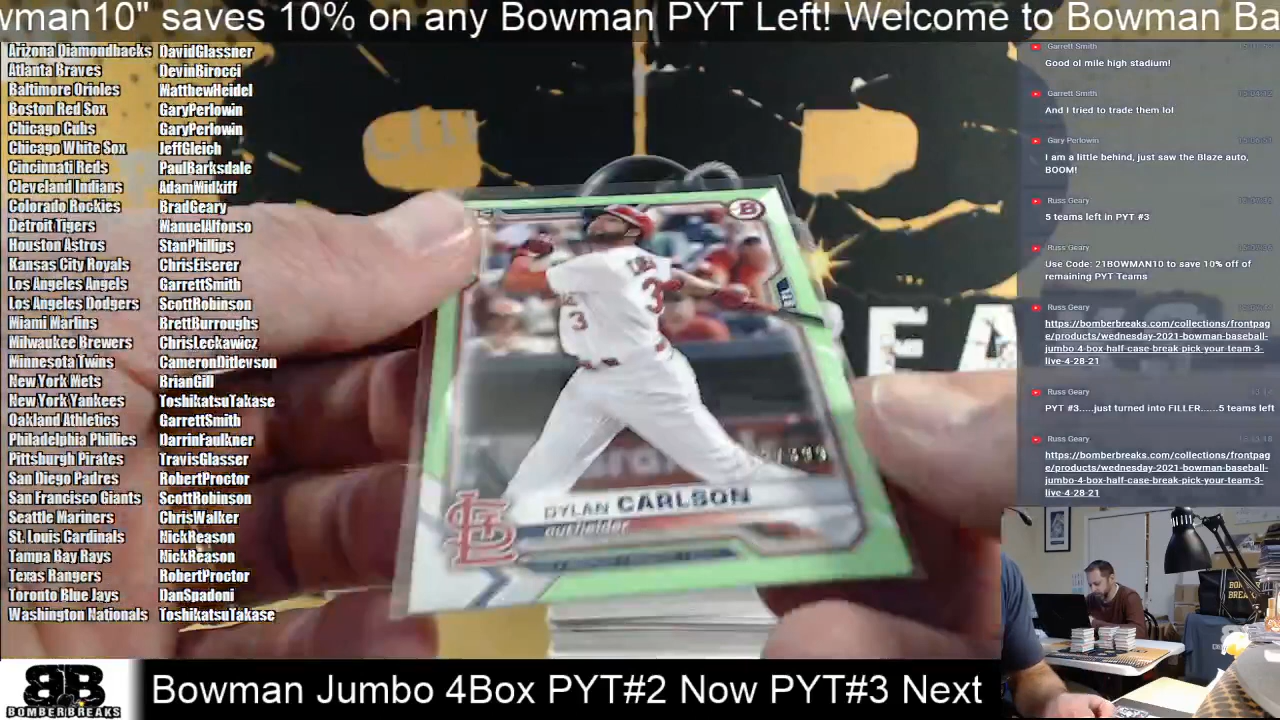 wman10" saves 10% on any Bowman PYT Left! Welcome to Bowman Ba
Arizona Diamondbacks DavidGlassner
Atlanta Braves DevinBirocci
Baltimore Orioles MatthewHeidel
Boston Red Sox GaryPerlowin
Chicago Cubs GaryPerlowin
Chicago White Sox JeffGleich
Cincinnati Reds PaulBarksdale
Cleveland Indians AdamMidkiff
Colorado Rockies BradGeary
Detroit Tigers ManuelAlfonso
Houston Astros StanPhillips
Kansas City Royals ChrisEiserer
Los Angeles Angels GarrettSmith
Los Angeles Dodgers ScottRobinson
Miami Marlins BrettBurroughs
Milwaukee Brewers ChrisLeckawicz
Minnesota Twins CameronDitlevson
New York Mets BrianGill
New York Yankees ToshikatsuTakase
Oakland Athletics GarrettSmith
Philadelphia Phillies DarrinFaulkner
Pittsburgh Pirates TravisGlasser
San Diego Padres RobertProctor
San Francisco Giants ScottRobinson
Seattle Mariners ChrisWalker
St. Louis Cardinals NickReason
Tampa Bay Rays NickReason
Texas Rangers RobertProctor
Toronto Blue Jays DanSpadoni
Washington Nationals ToshikatsuTakase
B
3
3
DYLAN CARLSON
outfielder
EA
Garrett Smith
Good ol mile high stadium!
Garrett Smith
And I tried to trade them lol
Gary Perlowin
I am a little behind, just saw the Blaze auto,
BOOM!
Russ Geary
5 teams left in PYT #3
Russ Geary
Use Code: 21BOWMAN10 to save 10% off of
remaining PYT Teams
Russ Geary
https://bomberbreaks.com/collections/frontpag
e/products/wednesday-2021-bowman-baseball-
jumbo-4-box-half-case-break-pick-your-team-3-
live-4-28-21
Russ Geary
PYT #3.....just turned into FILLER......5 teams left
Russ Geary
https://bomberbreaks.com/collections/frontpag
e/products/wednesday-2021-bowman-baseball-
jumbo-4-box-half-case-break-pick-your-team-3-
live-4-28-21
BB
BOMBERBREAKS
Bowman Jumbo 4Box PYT#2 Now PYT#3 Next